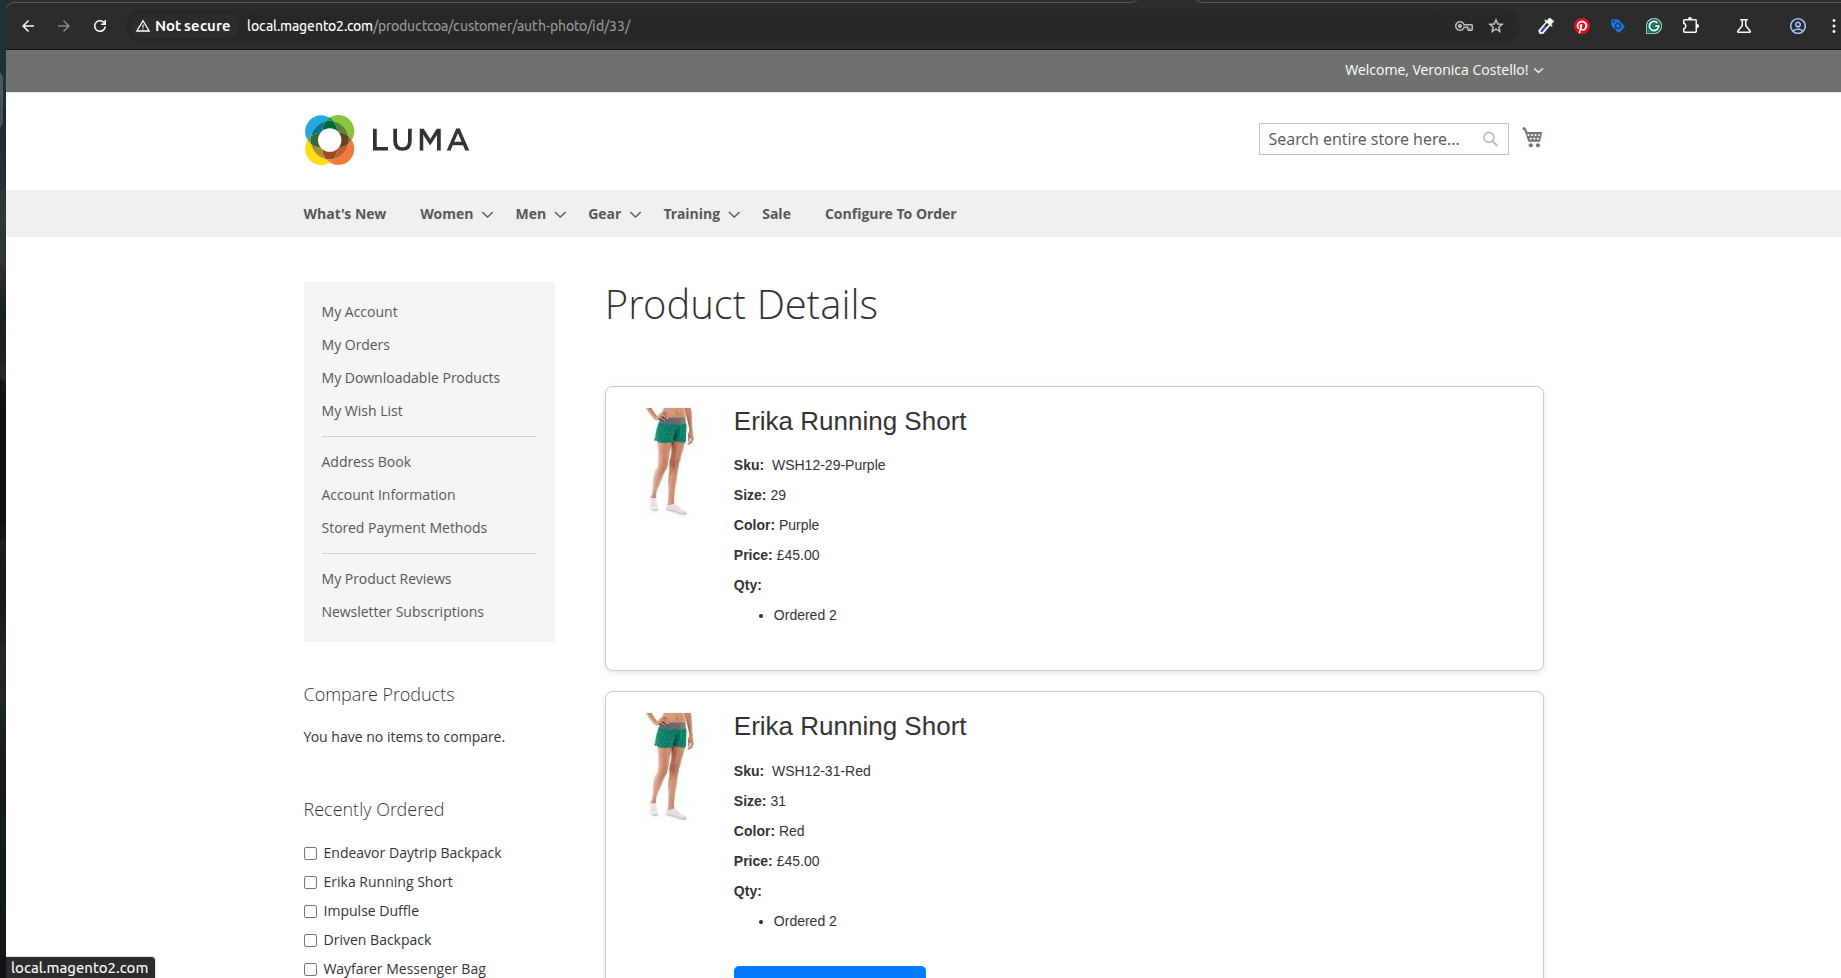 Not secure local.magento2.com/productcoa/customer/auth-photo/id/33/
Welcome, Veronica Costello!
LUMA
Search entire store here...
What's New Women Men Gear Training Sale Configure To Order
My Account
My Orders
My Downloadable Products
My Wish List
Address Book
Account Information
Stored Payment Methods
My Product Reviews
Newsletter Subscriptions
Compare Products
You have no items to compare.
Recently Ordered
Endeavor Daytrip Backpack
Erika Running Short
Impulse Duffle
Driven Backpack
Wayfarer Messenger Bag
Product Details
Erika Running Short
Sku: WSH12-29-Purple
Size: 29
Color: Purple
Price: £45.00
Qty:
• Ordered 2
Erika Running Short
Sku: WSH12-31-Red
Size: 31
Color: Red
Price: £45.00
Qty:
• Ordered 2
local.magento2.com